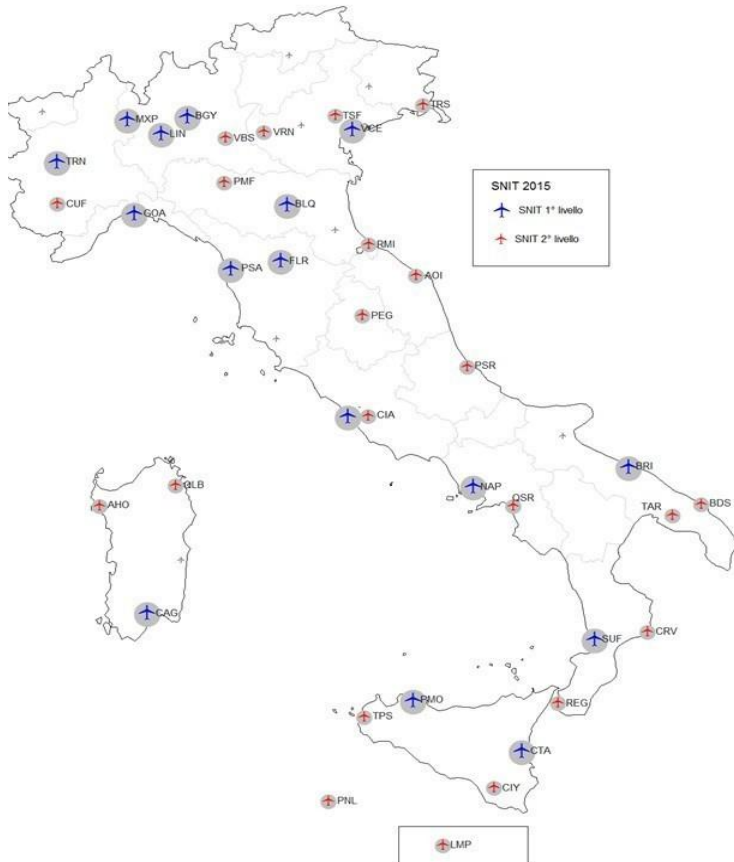 MXP
BGY
LIN
TRS
TSF
VCE
VBS
VRN
TRN
PMF
CUF
BLQ
GOA
SNIT 2015
SNIT 1° livello
SNIT 2° livello
RMI
FLR
PSA
AOI
PEG
PSR
CIA
BRI
OLB
NAP
AHO
QSR
BDS
TAR
CAG
CRV
SUF
PMO
REG
TPS
CTA
CIY
PNL
LMP